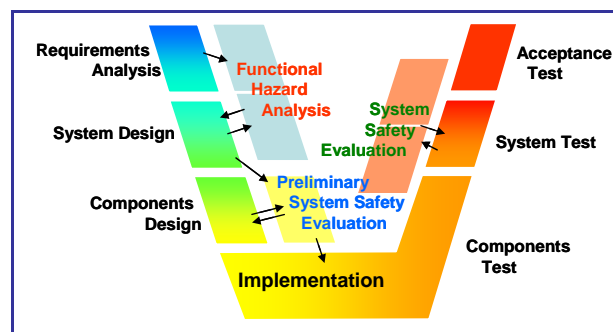 Requirements
Analysis
Functional
Hazard
Analysis
System Design
Preliminary
System Safety
Evaluation
Components
Design
Implementation
System
Safety
Evaluation
Acceptance
Test
System Test
Components
Test